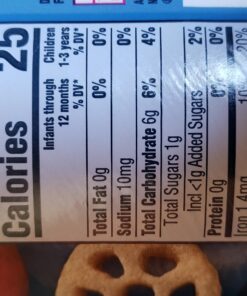 Calories 25
Infants through Children
12 months 1-3 years
% DV* % DV*
Total Fat 0g 0% 0%
Sodium 10mg
Total Carbohydrate 6g 6% 4%
Total Sugars 1g
Incl <1g Added Sugars 2%
Protein 0g 0% 0%